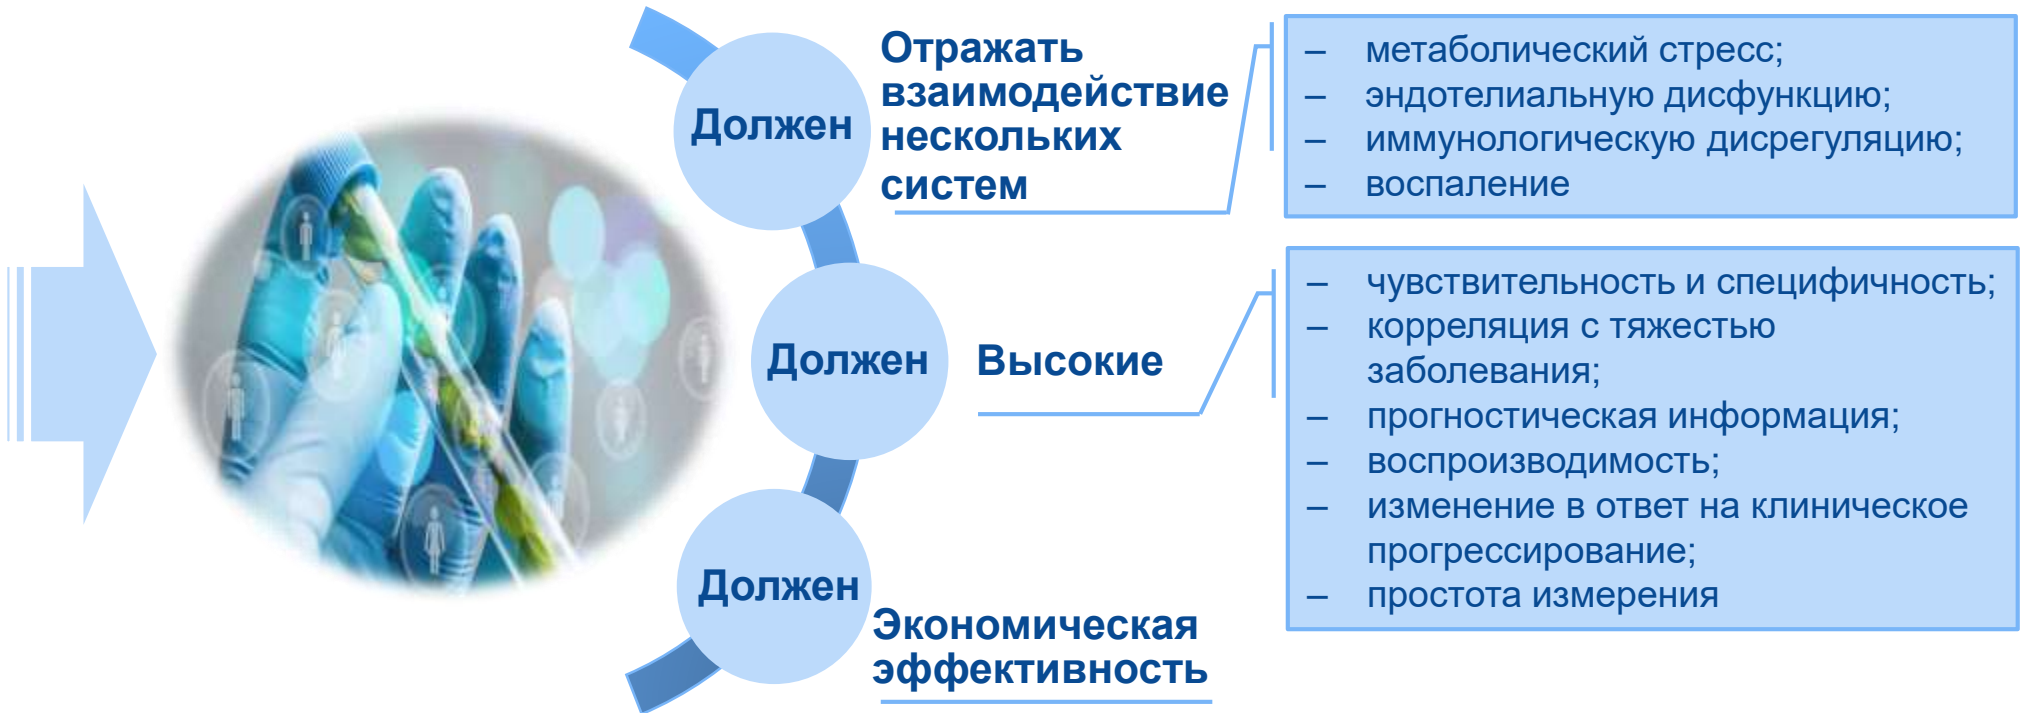 Должен
Отражать
взаимодействие
нескольких
систем
– метаболический стресс;
– эндотелиальную дисфункцию;
– иммунологическую дисрегуляцию;
– воспаление
Должен
Высокие
– чувствительность и специфичность;
– корреляция с тяжестью
заболевания;
– прогностическая информация;
– воспроизводимость;
– изменение в ответ на клиническое
прогрессирование;
– простота измерения
Должен
Экономическая
эффективность